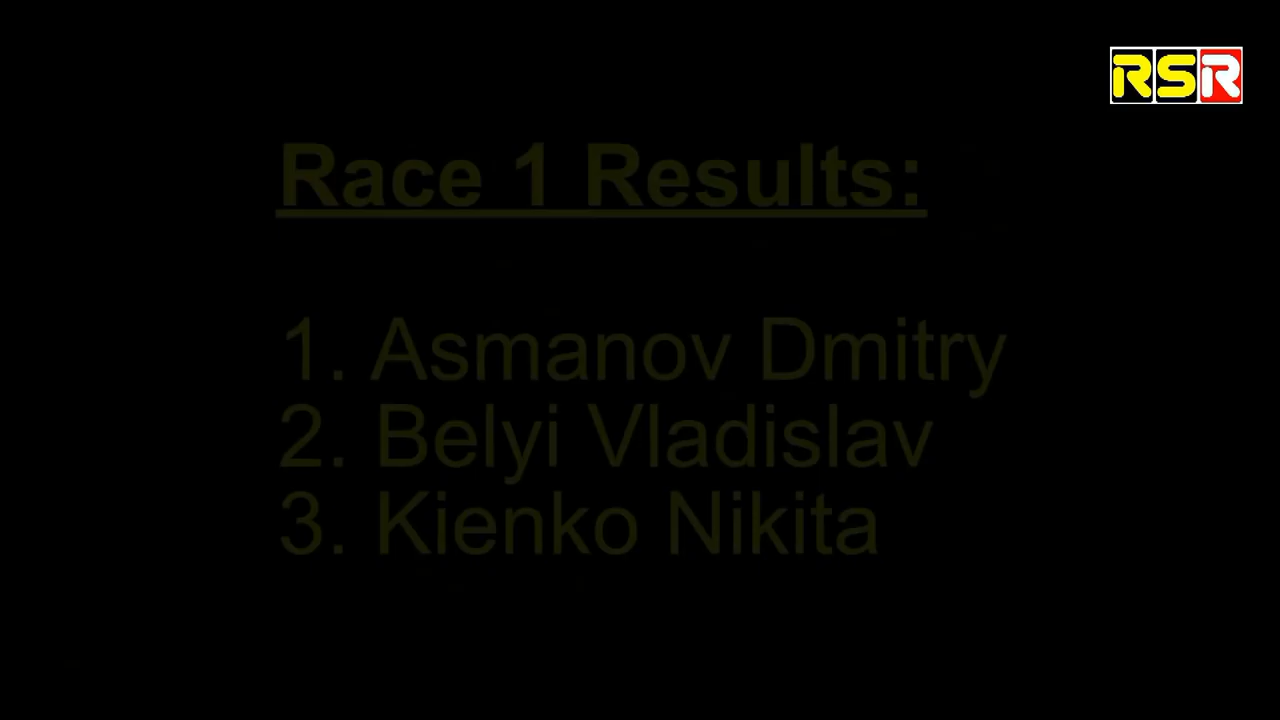 RSR
Race 1 Results:
1. Asmanov Dmitry
2. Belyi Vladislav
3. Kienko Nikita